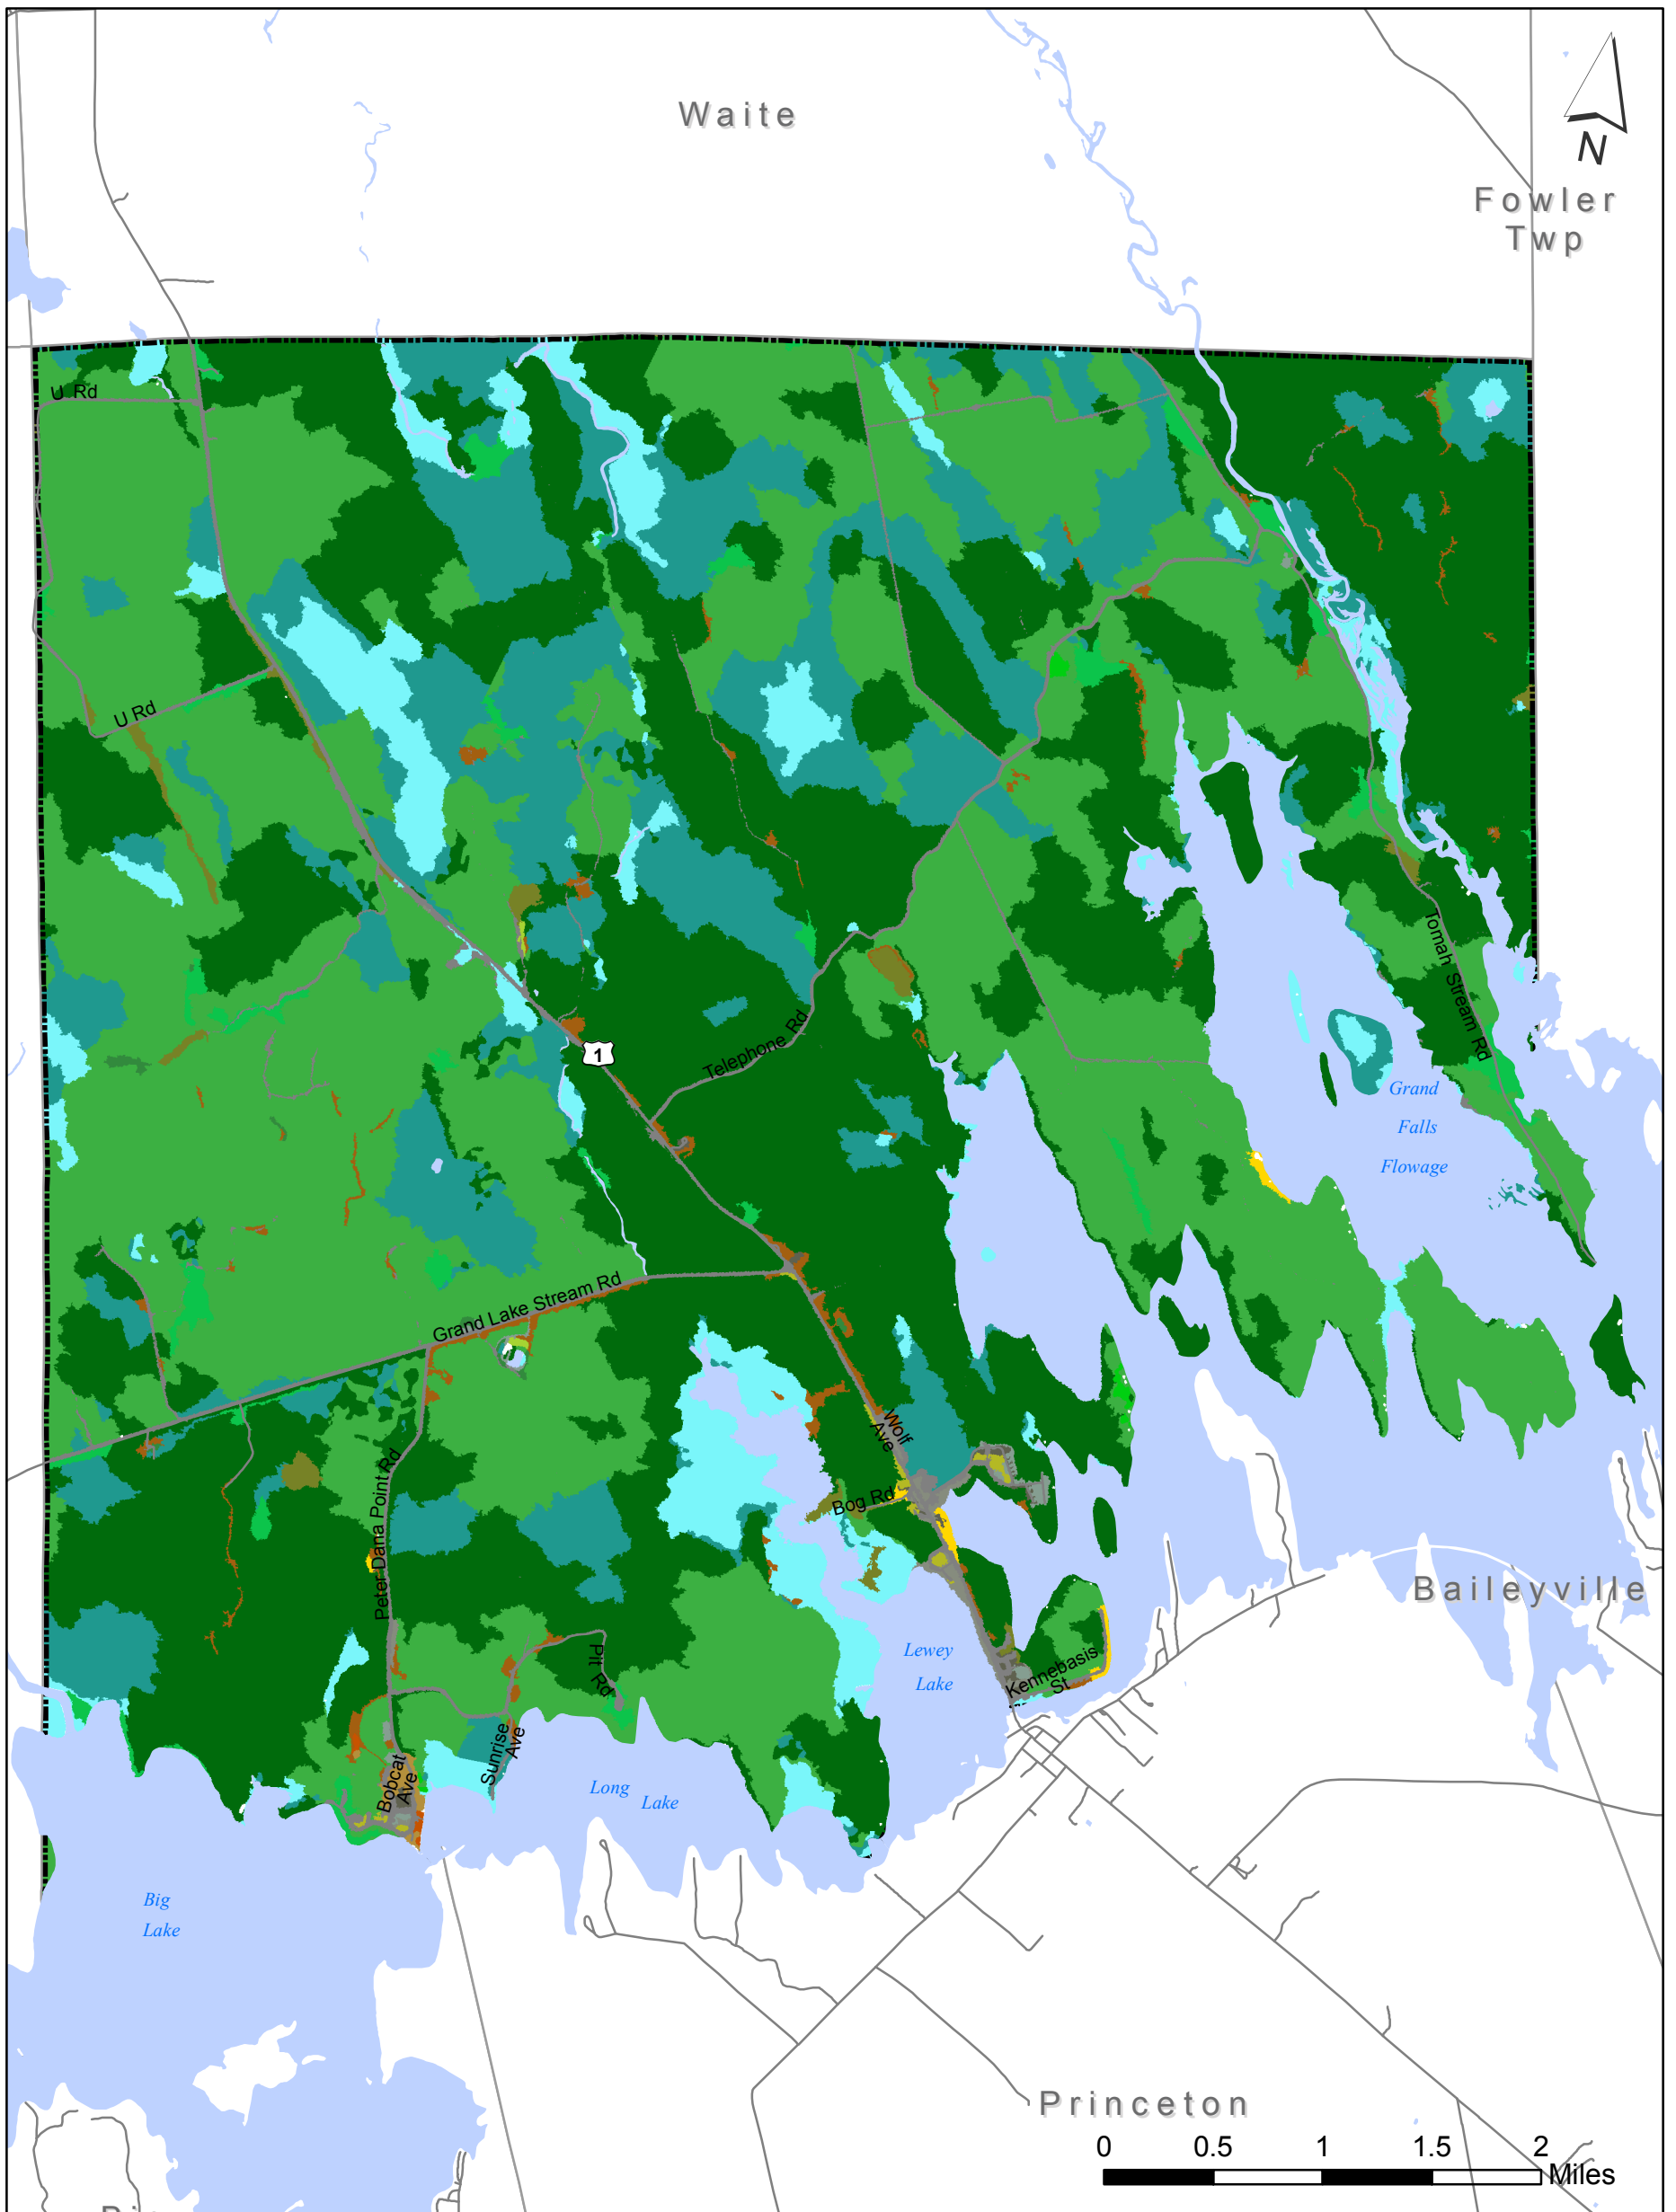 Waite
N
Fowler
Twp
U Rd
U Rd
Tomah Stream Rd
1
Telephone Rd
Grand
Falls
Flowage
Grand Lake Stream Rd
Wolf
Ave
Peter Dana Point Rd
Bog Rd
Baileyville
Pit Rd
Lewey
Lake
Kennebasis
St
Sunrise
Ave
Bobcat
Ave
Long
Lake
Big
Lake
Princeton
0 0.5 1 1.5 2
Miles